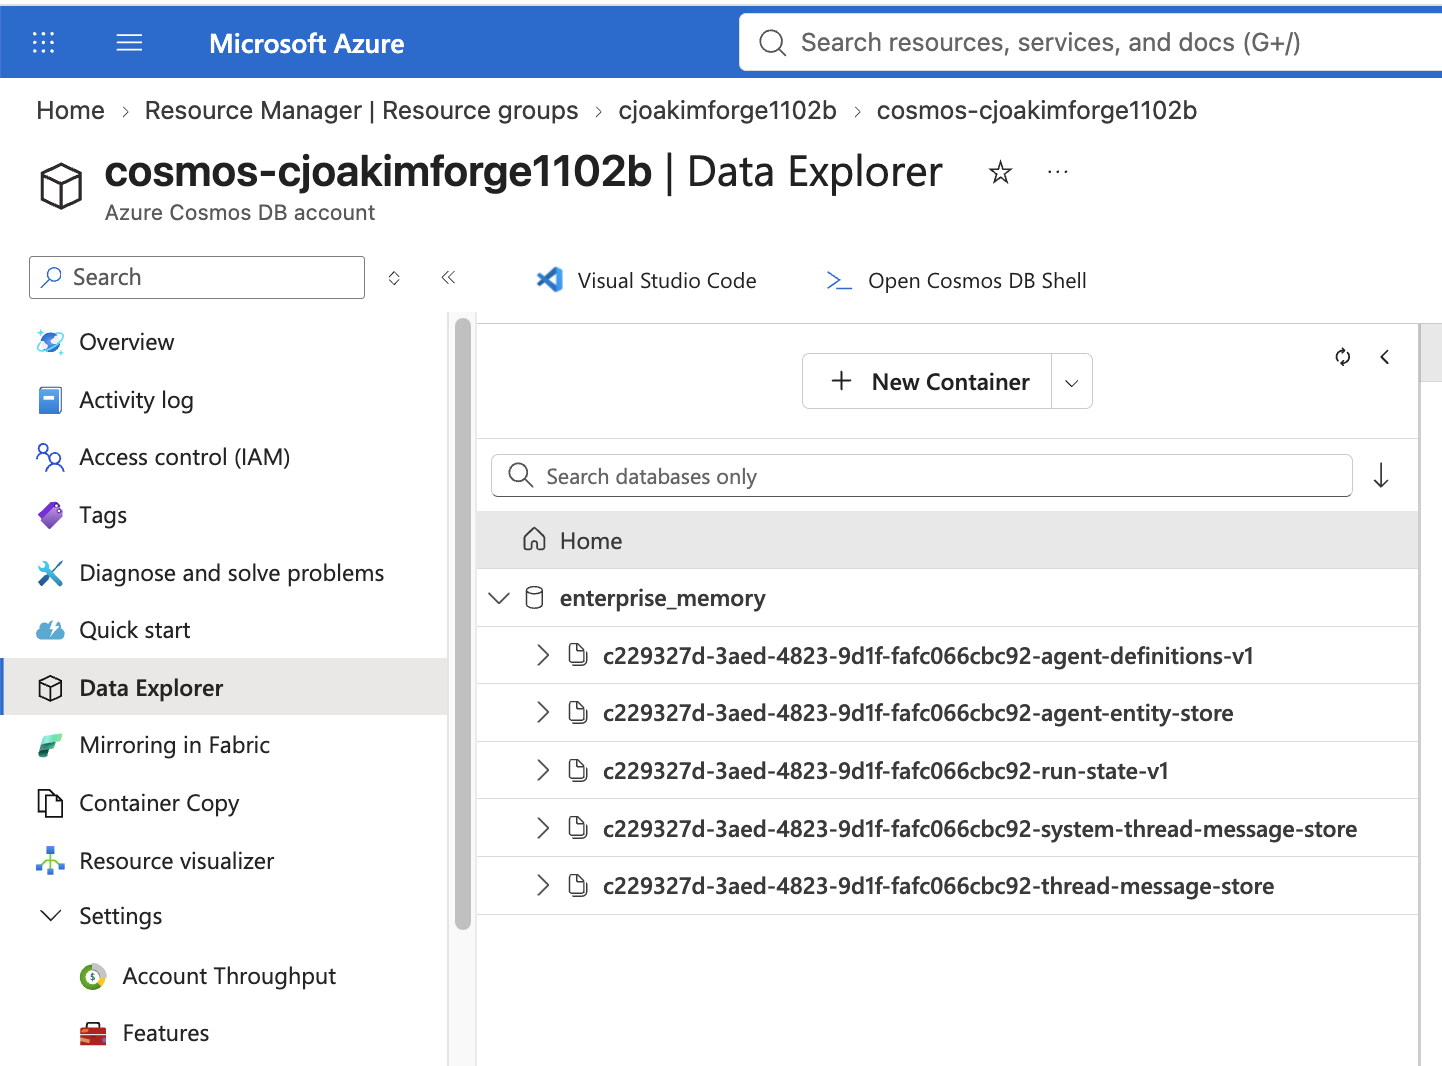 Microsoft Azure
Search resources, services, and docs (G+/)
Home > Resource Manager | Resource groups > cjoakimforge1102b > cosmos-cjoakimforge1102b
cosmos-cjoakimforge1102b | Data Explorer
Azure Cosmos DB account
Search
Visual Studio Code
Open Cosmos DB Shell
Overview
Activity log
Access control (IAM)
Tags
Diagnose and solve problems
Quick start
Data Explorer
Mirroring in Fabric
Container Copy
Resource visualizer
Settings
Account Throughput
Features
New Container
Search databases only
Home
enterprise_memory
c229327d-3aed-4823-9d1f-fafc066cbc92-agent-definitions-v1
c229327d-3aed-4823-9d1f-fafc066cbc92-agent-entity-store
c229327d-3aed-4823-9d1f-fafc066cbc92-run-state-v1
c229327d-3aed-4823-9d1f-fafc066cbc92-system-thread-message-store
c229327d-3aed-4823-9d1f-fafc066cbc92-thread-message-store